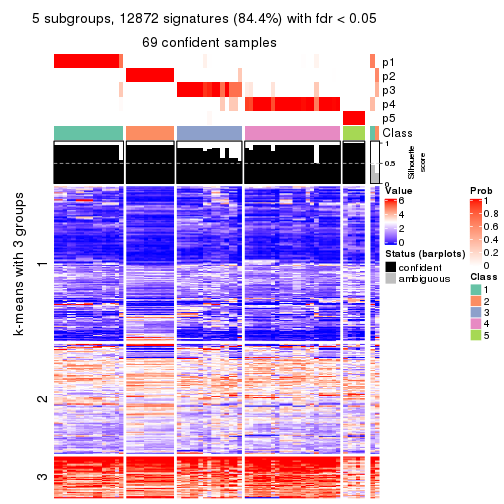 5 subgroups, 12872 signatures (84.4%) with fdr < 0.05
69 confident samples
p1
p2
p3
p4
p5
Class
1
0.5
0
Silhouette
score
k-means with 3 groups
1
2
3
Value
6
4
2
0
Status (barplots)
confident
ambiguous
Prob
1
0.8
0.6
0.4
0.2
0
Class
1
2
3
4
5